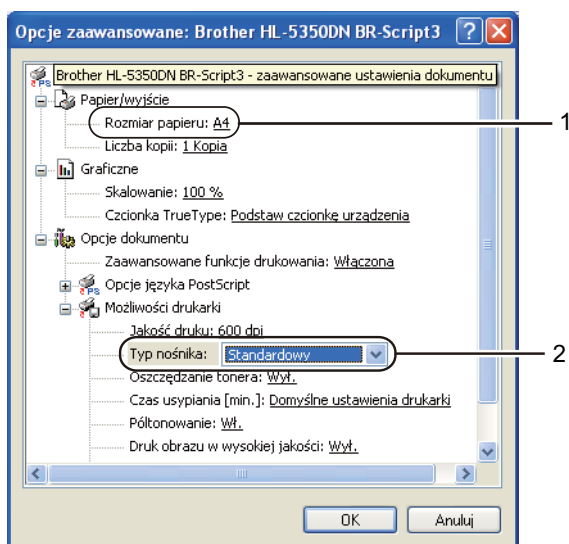 Opcje zaawansowane: Brother HL-5350DN BR-Script3
Brother HL-5350DN BR-Script3 - zaawansowane ustawienia dokumentu
Papier/wyjście
Rozmiar papieru: A4
1
Liczba kopii: 1 Kopia
Graficzne
Skalowanie: 100 %
Czcionka TrueType: Podstaw czcionkę urządzenia
Opcje dokumentu
Zaawansowane funkcje drukowania: Włączona
Opcje języka PostScript
Możliwości drukarki
Jakość druku: 600 dpi
Typ nośnika: Standardowy
2
Oszczędzanie tonera: Wył.
Czas usypiania [min.]: Domyślne ustawienia drukarki
Półtonowanie: Wł.
Druk obrazu w wysokiej jakości: Wył.
OK Anuluj